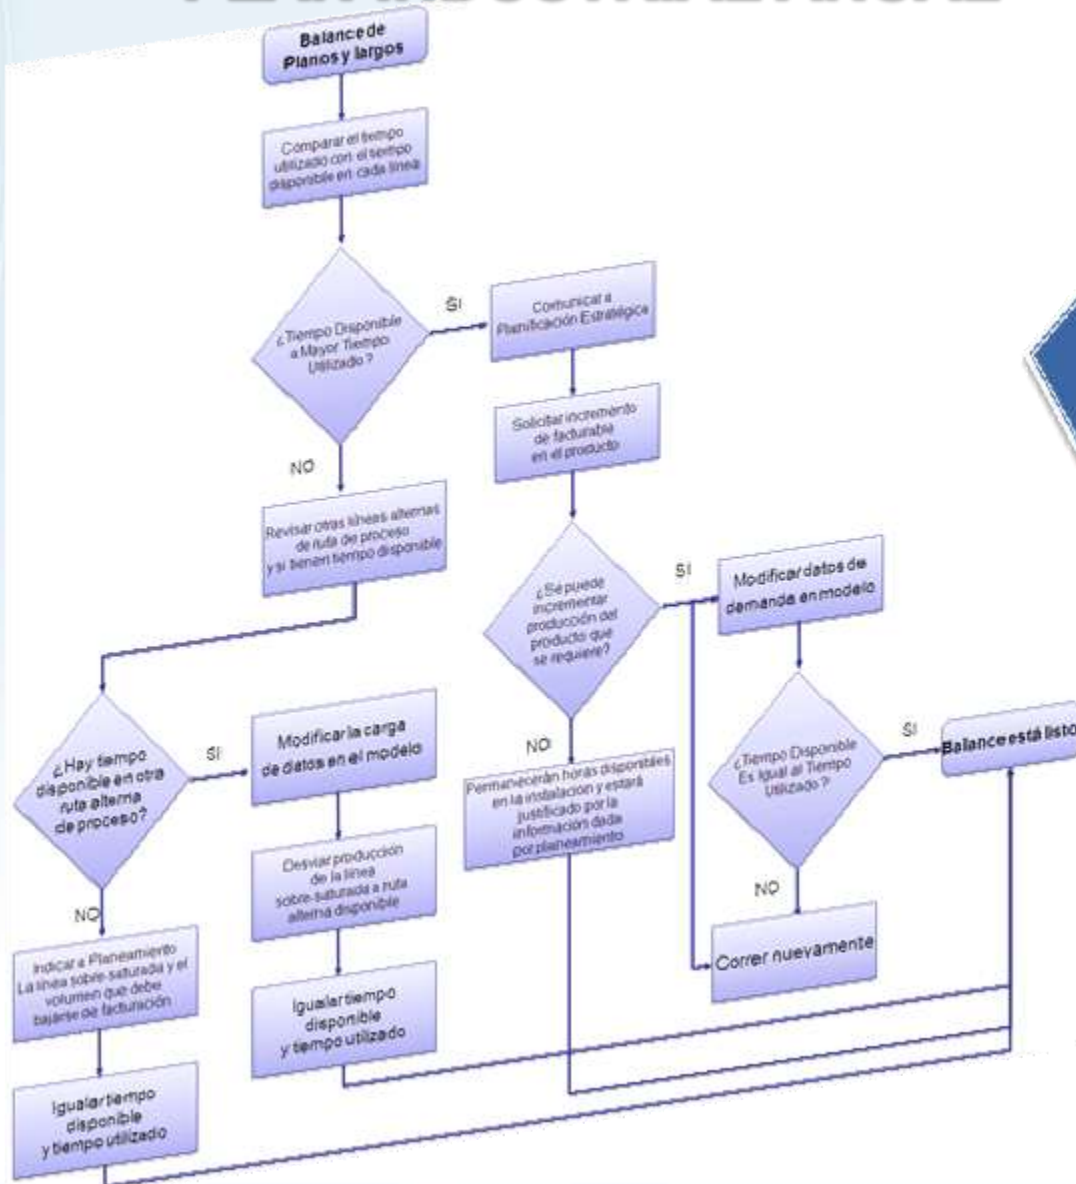 Balance de
Planos y largos
Comparar el tiempo
utilizado con el tiempo
disponible en cada línea
¿Tiempo Disponible
a Mayor Tiempo
Utilizado ?
SI
Comunicar a
Planificación Estratégica
Solicitar incremento
de facturable
en el producto
NO
Revisar otras líneas alternas
de ruta de proceso
y si tienen tiempo disponible
¿Se puede
incrementar
producción del
producto que
se requiere?
SI
Modificar datos de
demanda en modelo
¿Hay tiempo
disponible en otra
ruta alterna
de proceso?
SI
Modificar la carga
de datos en el modelo
NO
Permanecerán horas disponibles
en la instalación y estará
justificado por la
información dada
por planeamiento
¿Tiempo Disponible
Es Igual al Tiempo
Utilizado ?
SI
Balance está listo
Desviar producción
de la línea
sobre-saturada a ruta
alterna disponible
NO
Correr nuevamente
NO
Indicar a Planeamiento
La línea sobre-saturada y el
volumen que debe
bajarse de facturación
Igualar tiempo
disponible
y tiempo utilizado
Igualar tiempo
disponible
y tiempo utilizado